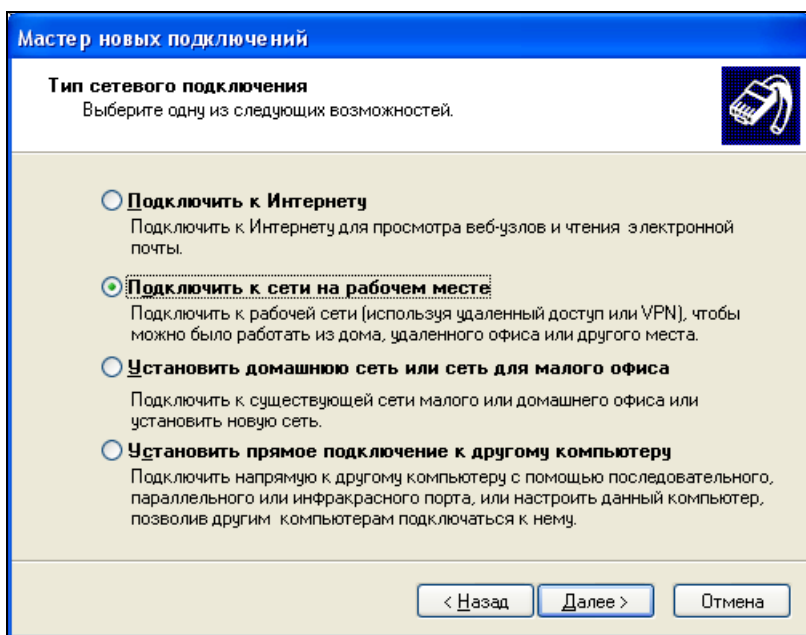 Мастер новых подключений
Тип сетевого подключения
Выберите одну из следующих возможностей.
Подключить к Интернету
Подключить к Интернету для просмотра веб-узлов и чтения электронной
почты.
Подключить к сети на рабочем месте
Подключить к рабочей сети (используя удаленный доступ или VPN), чтобы
можно было работать из дома, удаленного офиса или другого места.
Установить домашнюю сеть или сеть для малого офиса
Подключить к существующей сети малого или домашнего офиса или
установить новую сеть.
Установить прямое подключение к другому компьютеру
Подключить напрямую к другому компьютеру с помощью последовательного,
параллельного или инфракрасного порта, или настроить данный компьютер,
позволив другим компьютерам подключаться к нему.
< Назад Далее > Отмена